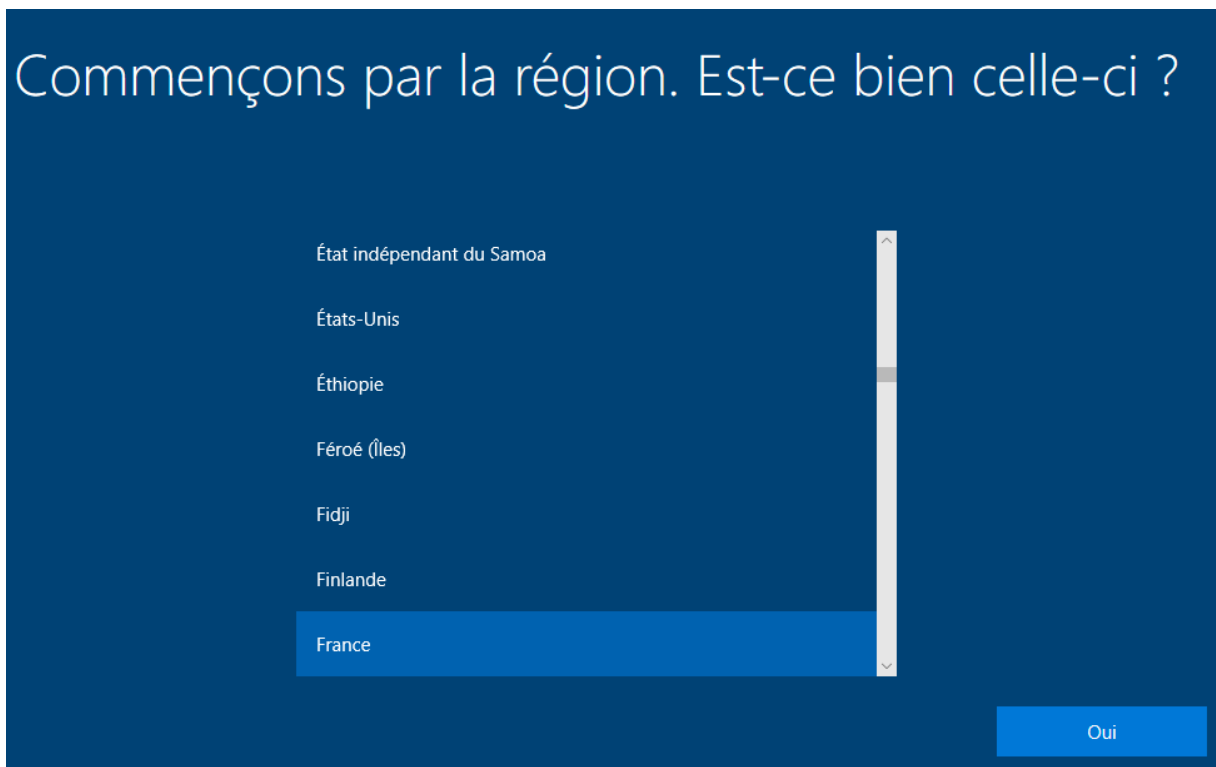 Commençons par la région. Est-ce bien celle-ci ?
État indépendant du Samoa
États-Unis
Éthiopie
Féroé (Îles)
Fidji
Finlande
France
Oui